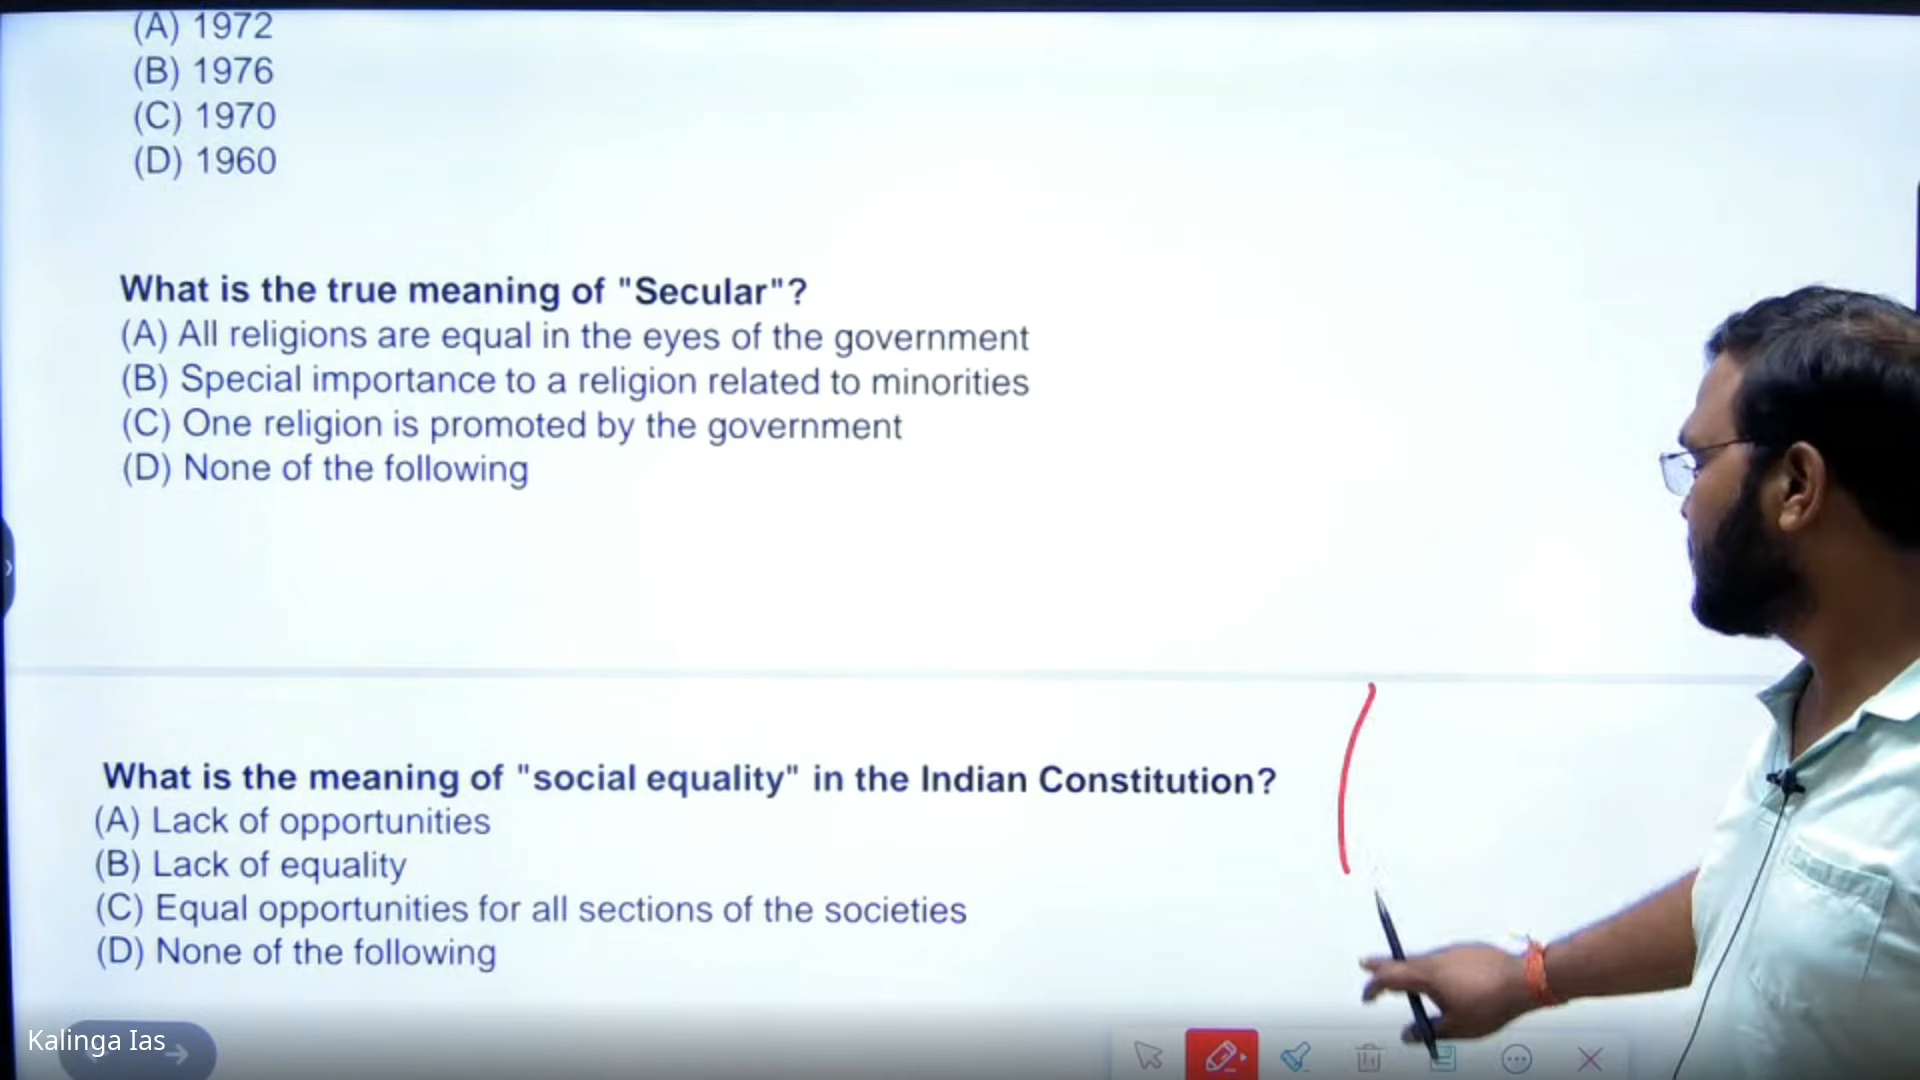 (A) 1972
(B) 1976
(C) 1970
(D) 1960
What is the true meaning of "Secular"?
(A) All religions are equal in the eyes of the government
(B) Special importance to a religion related to minorities
(C) One religion is promoted by the government
(D) None of the following
What is the meaning of "social equality" in the Indian Constitution?
(A) Lack of opportunities
(B) Lack of equality
(C) Equal opportunities for all sections of the societies
(D) None of the following
Kalinga Ias